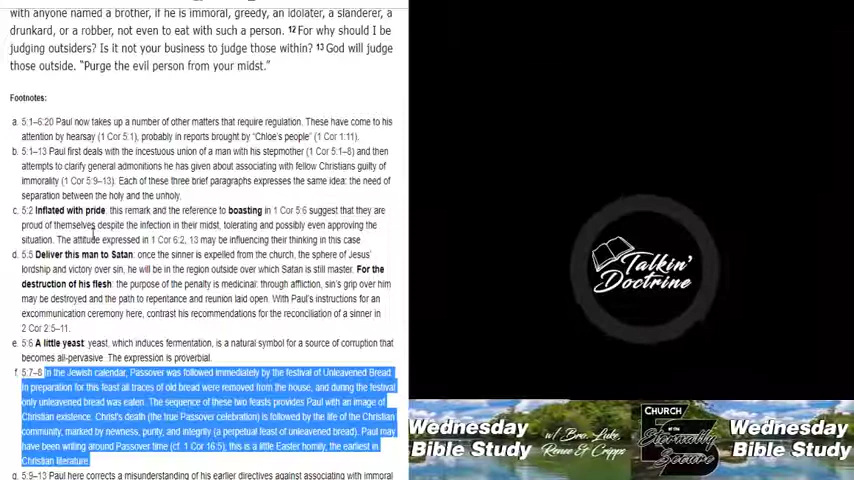 with anyone named a brother, if he is immoral, greedy, an idolater, a slanderer, a
drunkard, or a robber, not even to eat with such a person. 12 For why should I be
judging outsiders? Is it not your business to judge those within? 13 God will judge
those outside. “Purge the evil person from your midst.”
Footnotes:
a. 5:1–6:20 Paul now takes up a number of other matters that require regulation. These have come to his
attention by hearsay (1 Cor 5:1), probably in reports brought by “Chloe’s people” (1 Cor 1:11).
b. 5:1–13 Paul first deals with the incestuous union of a man with his stepmother (1 Cor 5:1–8) and then
attempts to clarify general admonitions he has given about associating with fellow Christians guilty of
immorality (1 Cor 5:9–13). Each of these three brief paragraphs expresses the same idea: the need of
separation between the holy and the unholy.
c. 5:2 Inflated with pride: this remark and the reference to boasting in 1 Cor 5:6 suggest that they are
proud of themselves despite the infection in their midst, tolerating and possibly even approving the
situation. The attitude expressed in 1 Cor 6:2, 13 may be influencing their thinking in this case
d. 5:5 Deliver this man to Satan: once the sinner is expelled from the church, the sphere of Jesus’
lordship and victory over sin, he will be in the region outside over which Satan is still master. For the
destruction of his flesh: the purpose of the penalty is medicinal: through affliction, sin’s grip over him
may be destroyed and the path to repentance and reunion laid open. With Paul’s instructions for an
excommunication ceremony here, contrast his recommendations for the reconciliation of a sinner in
2 Cor 2:5–11.
e. 5:6 A little yeast: yeast, which induces fermentation, is a natural symbol for a source of corruption that
becomes all-pervasive. The expression is proverbial.
f. 5:7–8 In the Jewish calendar, Passover was followed immediately by the festival of Unleavened Bread.
In preparation for this feast all traces of old bread were removed from the house, and during the festival
only unleavened bread was eaten. The sequence of these two feasts provides Paul with an image of
Christian existence: Christ’s death (the true Passover celebration) is followed by the life of the Christian
community, marked by newness, purity, and integrity (a perpetual feast of unleavened bread). Paul may
have been writing around Passover time (cf. 1 Cor 16:5); this is a little Easter homily, the earliest in
Christian literature.
g. 5:9–13 Paul here corrects a misunderstanding of his earlier directives against associating with immoral
Talkin’
Doctrine
Wednesday
Bible Study
w/ Bro. Luke,
Renee & Cripps
CHURCH
of the
Eternally
Secure
Wednesday
Bible Study